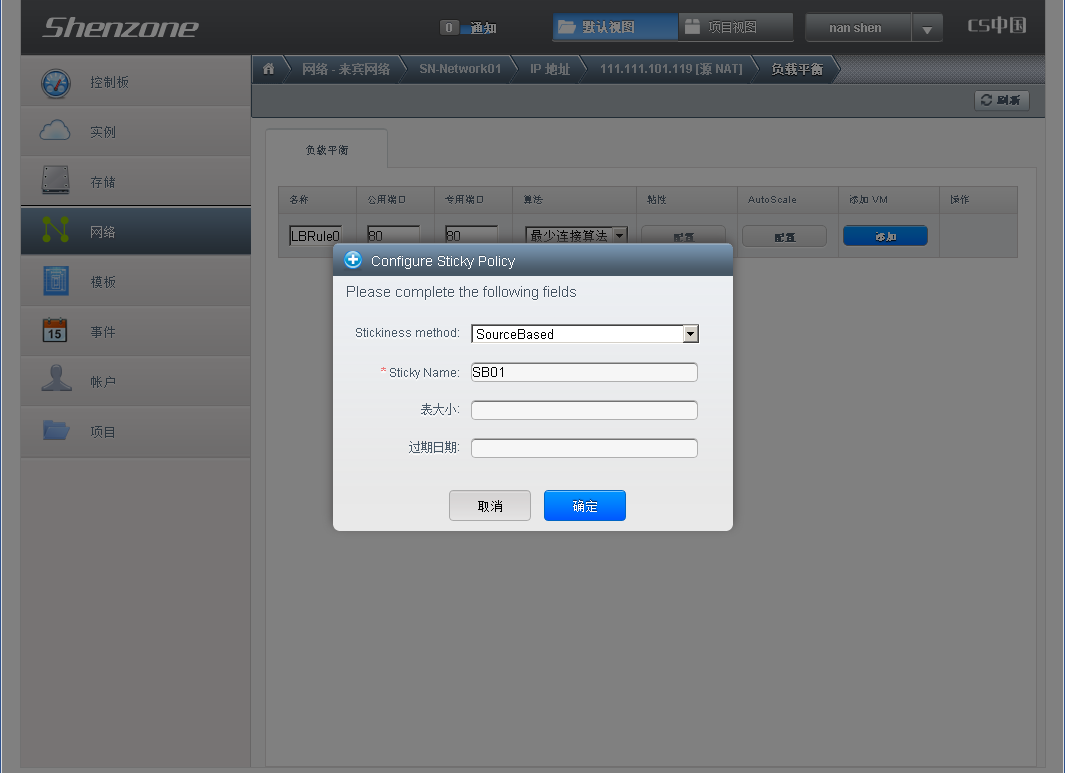 Shenzone
0 通知
默认视图
项目视图
nan shen
CS中国
控制板
实例
存储
网络
模板
15 事件
帐户
项目
网络 - 来宾网络
SN-Network01
IP 地址
111.111.101.119 [源 NAT]
负载平衡
刷新
负载平衡
名称 公用端口 专用端口 算法 粘性 AutoScale 添加 VM 操作
LBRule0 80 80 最少连接算法 配置 配置 添加
Configure Sticky Policy
Please complete the following fields
Stickiness method: SourceBased
*Sticky Name: SB01
表大小:
过期日期:
取消 确定